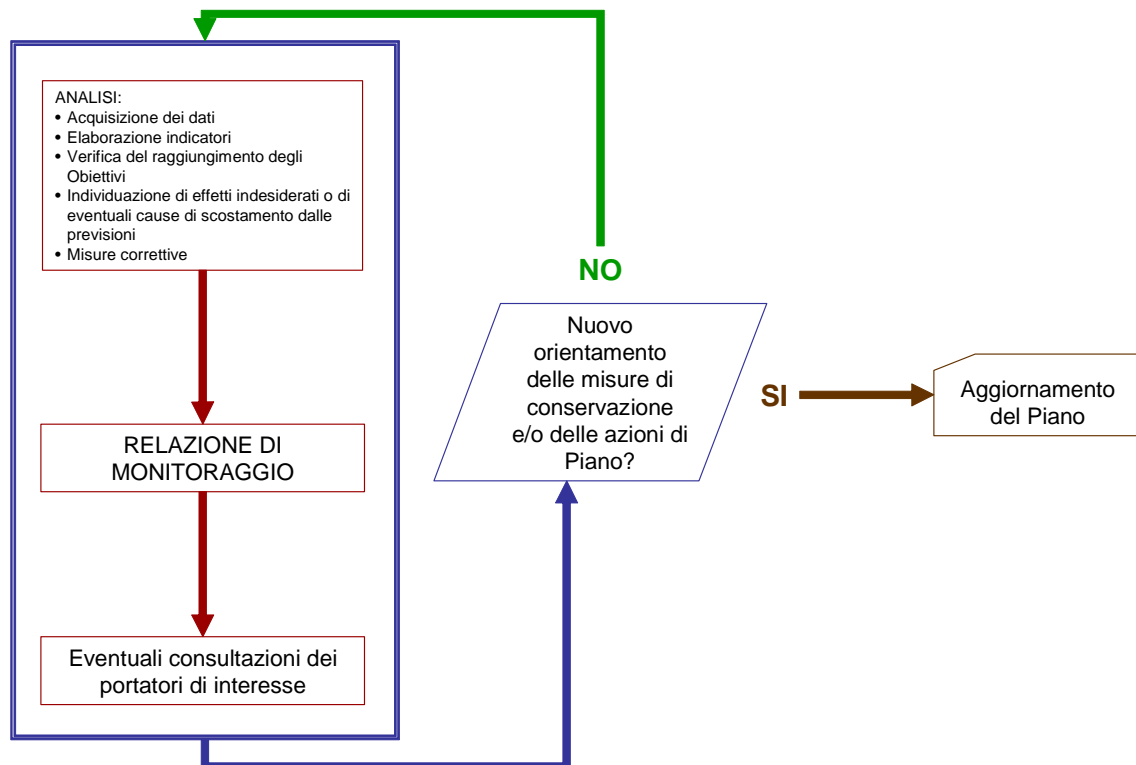 ANALISI:
• Acquisizione dei dati
• Elaborazione indicatori
• Verifica del raggiungimento degli
Obiettivi
• Individuazione di effetti indesiderati o di
eventuali cause di scostamento dalle
previsioni
• Misure correttive
RELAZIONE DI
MONITORAGGIO
Eventuali consultazioni dei
portatori di interesse
NO
Nuovo
orientamento
delle misure di
conservazione
e/o delle azioni di
Piano?
SI
Aggiornamento
del Piano